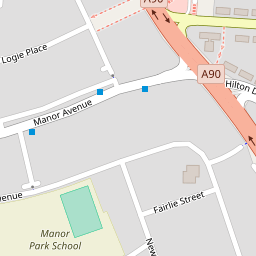 A90
Logie Place
A90
Hilton D
Manor Avenue
venue
Fairlie Street
Manor
Park School
New